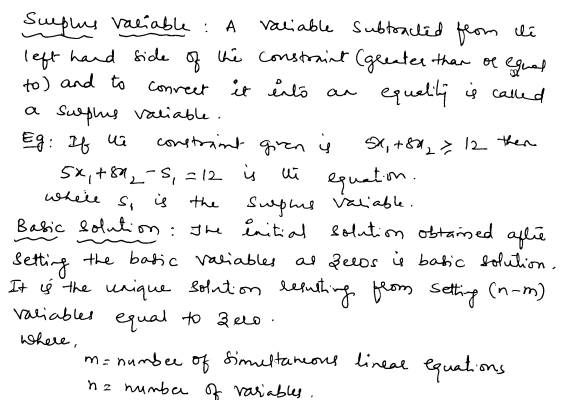 Surplus Variable : A variable subtracted from the
left hand side of the constraint (greater than or equal
to) and to convert it into an equality is called
a surplus variable.
Eg: If the constraint given is 5x₁+8x₂ ≥ 12 then
5x₁+8x₂ - S₁ = 12 is the equation.
where S₁ is the surplus variable.
Basic Solution : The initial solution obtained after
setting the basic variables as zeros is basic solution.
It is the unique solution resulting from setting (n-m)
variables equal to zero.
where,
m = number of simultaneous linear equations
n = number of variables.